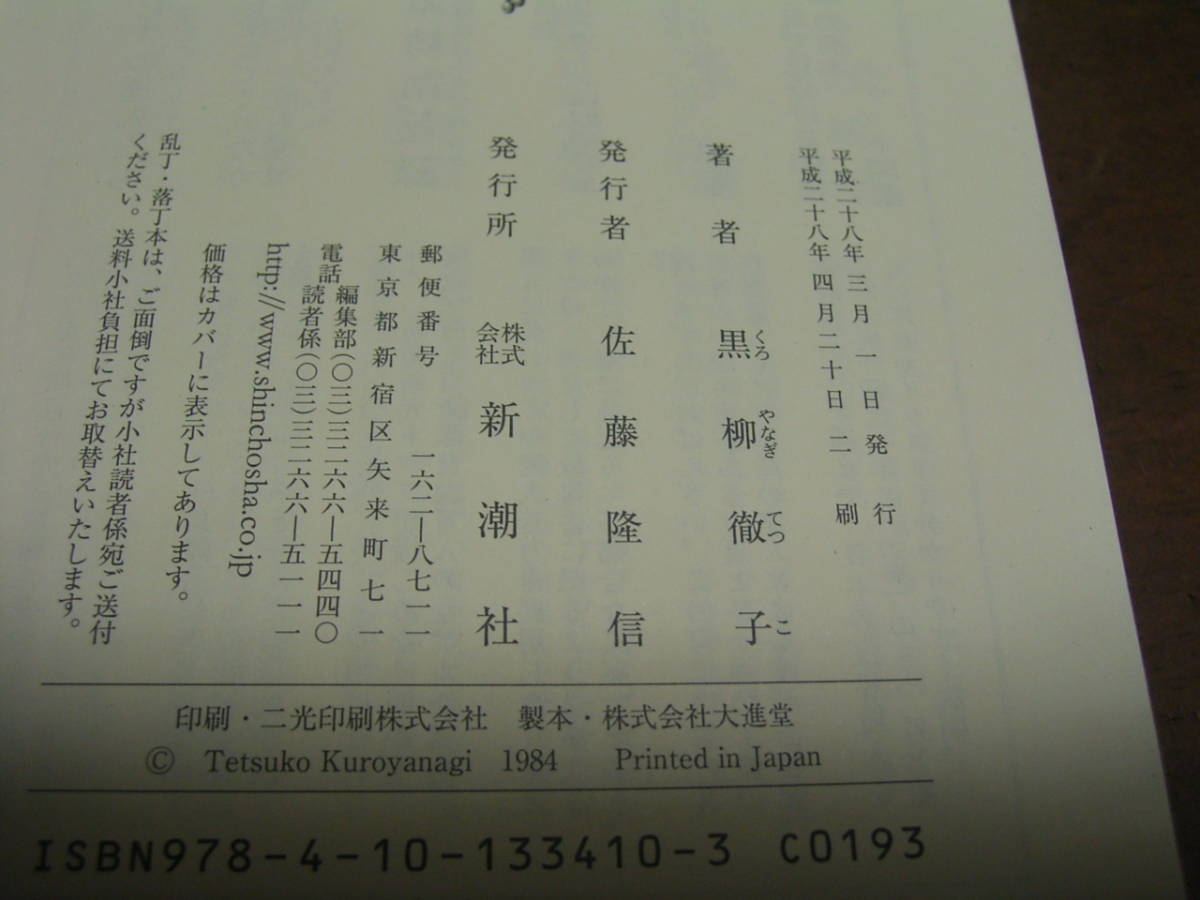 平成二十八年三月一日発行
平成二十八年四月二十日二刷
著者 黒柳徹子
くろ やなぎ てつ こ
発行者 佐藤隆信
発行所 株式会社 新潮社
郵便番号 一六二―八七一一
東京都新宿区矢来町七一
電話 編集部(〇三)三二六六―五四四〇
読者係(〇三)三二六六―五一一一
http://www.shinchosha.co.jp
価格はカバーに表示してあります。
乱丁・落丁本は、ご面倒ですが小社読者係宛ご送付
ください。送料小社負担にてお取替えいたします。
印刷・二光印刷株式会社 製本・株式会社大進堂
© Tetsuko Kuroyanagi 1984 Printed in Japan
ISBN978-4-10-133410-3 C0193